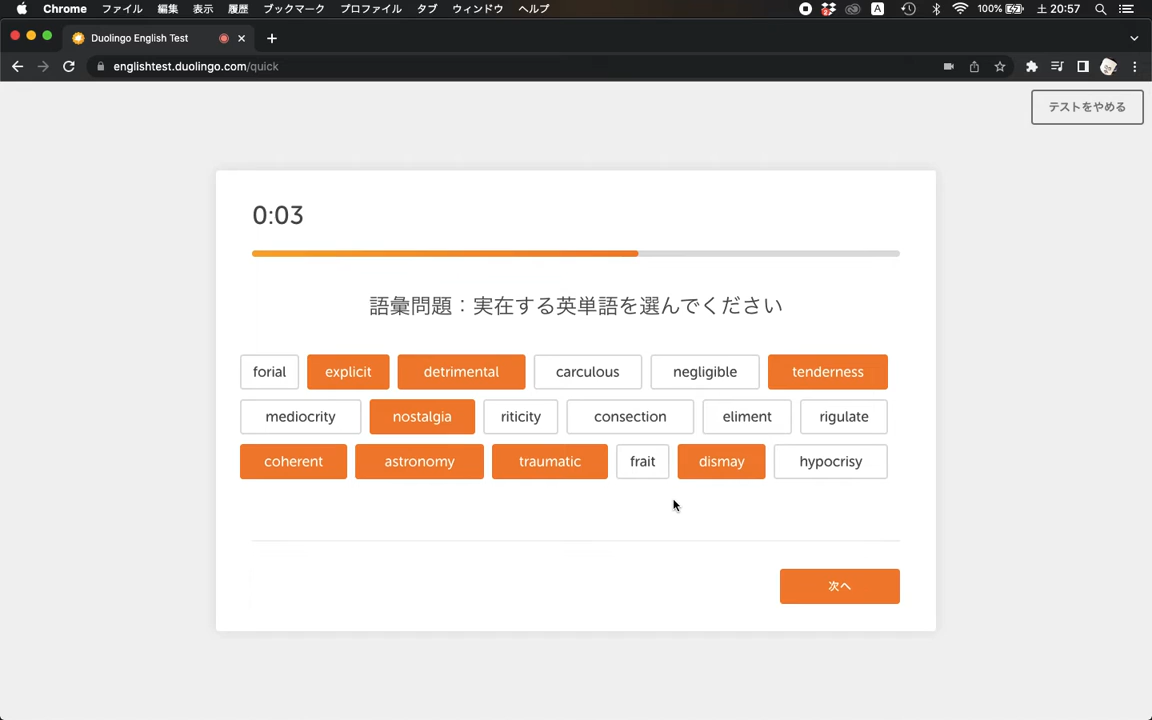 Chrome ファイル 編集 表示 履歴 ブックマーク プロファイル タブ ウィンドウ ヘルプ A 100% 土 20:57
Duolingo English Test
englishtest.duolingo.com/quick
テストをやめる
0:03
語彙問題：実在する英単語を選んでください
forial explicit detrimental carculous negligible tenderness
mediocrity nostalgia riticity consection eliment rigulate
coherent astronomy traumatic frait dismay hypocrisy
次へ